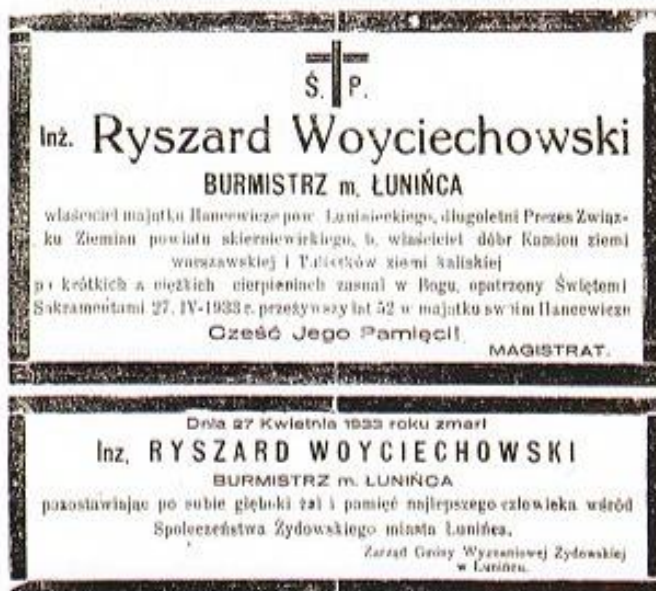 Ś. P.
Inż. Ryszard Woyciechowski
BURMISTRZ m. ŁUNIŃCA
właściciel majątku Hancewicze pow. Łuninieckiego, długoletni Prezes Związ-
ku Ziemian powiatu skierniewickiego, b. właściciel dóbr Kamion ziemi
warszawskiej i ziemi kaliskiej
po krótkich a ciężkich cierpieniach zasnął w Bogu, opatrzony Świętemi
Sakramentami 27. IV-1933 r. przeżywszy lat 52 w majątku swoim Hancewicze
Cześć Jego Pamięci!
MAGISTRAT.
Dnia 27 Kwietnia 1933 roku zmarł
Inż. RYSZARD WOYCIECHOWSKI
BURMISTRZ m. ŁUNIŃCA
pozostawiając po sobie głęboki żal i pamięć najlepszego człowieka wśród
Społeczeństwa Żydowskiego miasta Łunińca.
Zarząd Gminy Wyznaniowej Żydowskiej
w Łunińcu.